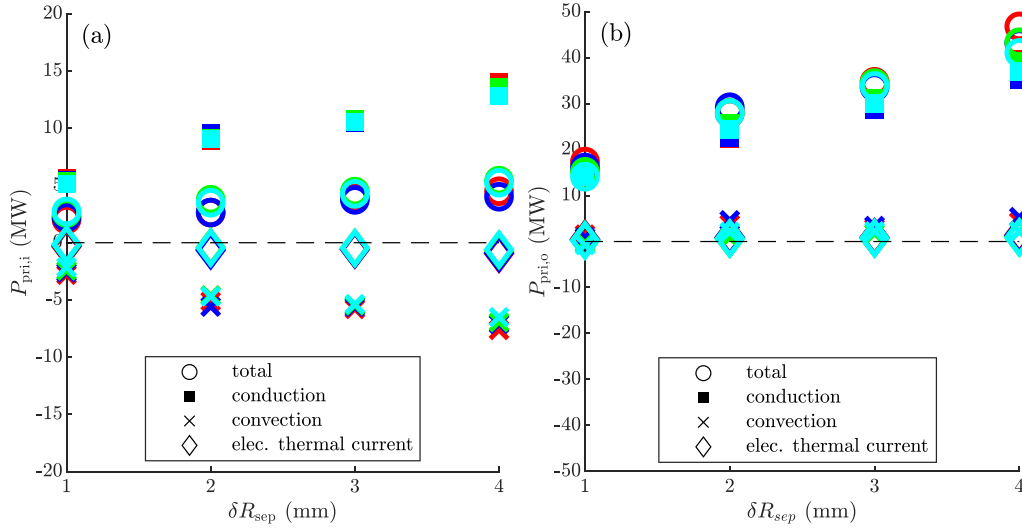 (a)
20
15
10
5
0
-5
-10
-15
-20
P_pri,i (MW)
total
conduction
convection
elec. thermal current
1 2 3 4
δR_sep (mm)
(b)
50
40
30
20
10
0
-10
-20
-30
-40
-50
P_pri,o (MW)
total
conduction
convection
elec. thermal current
1 2 3 4
δR_sep (mm)